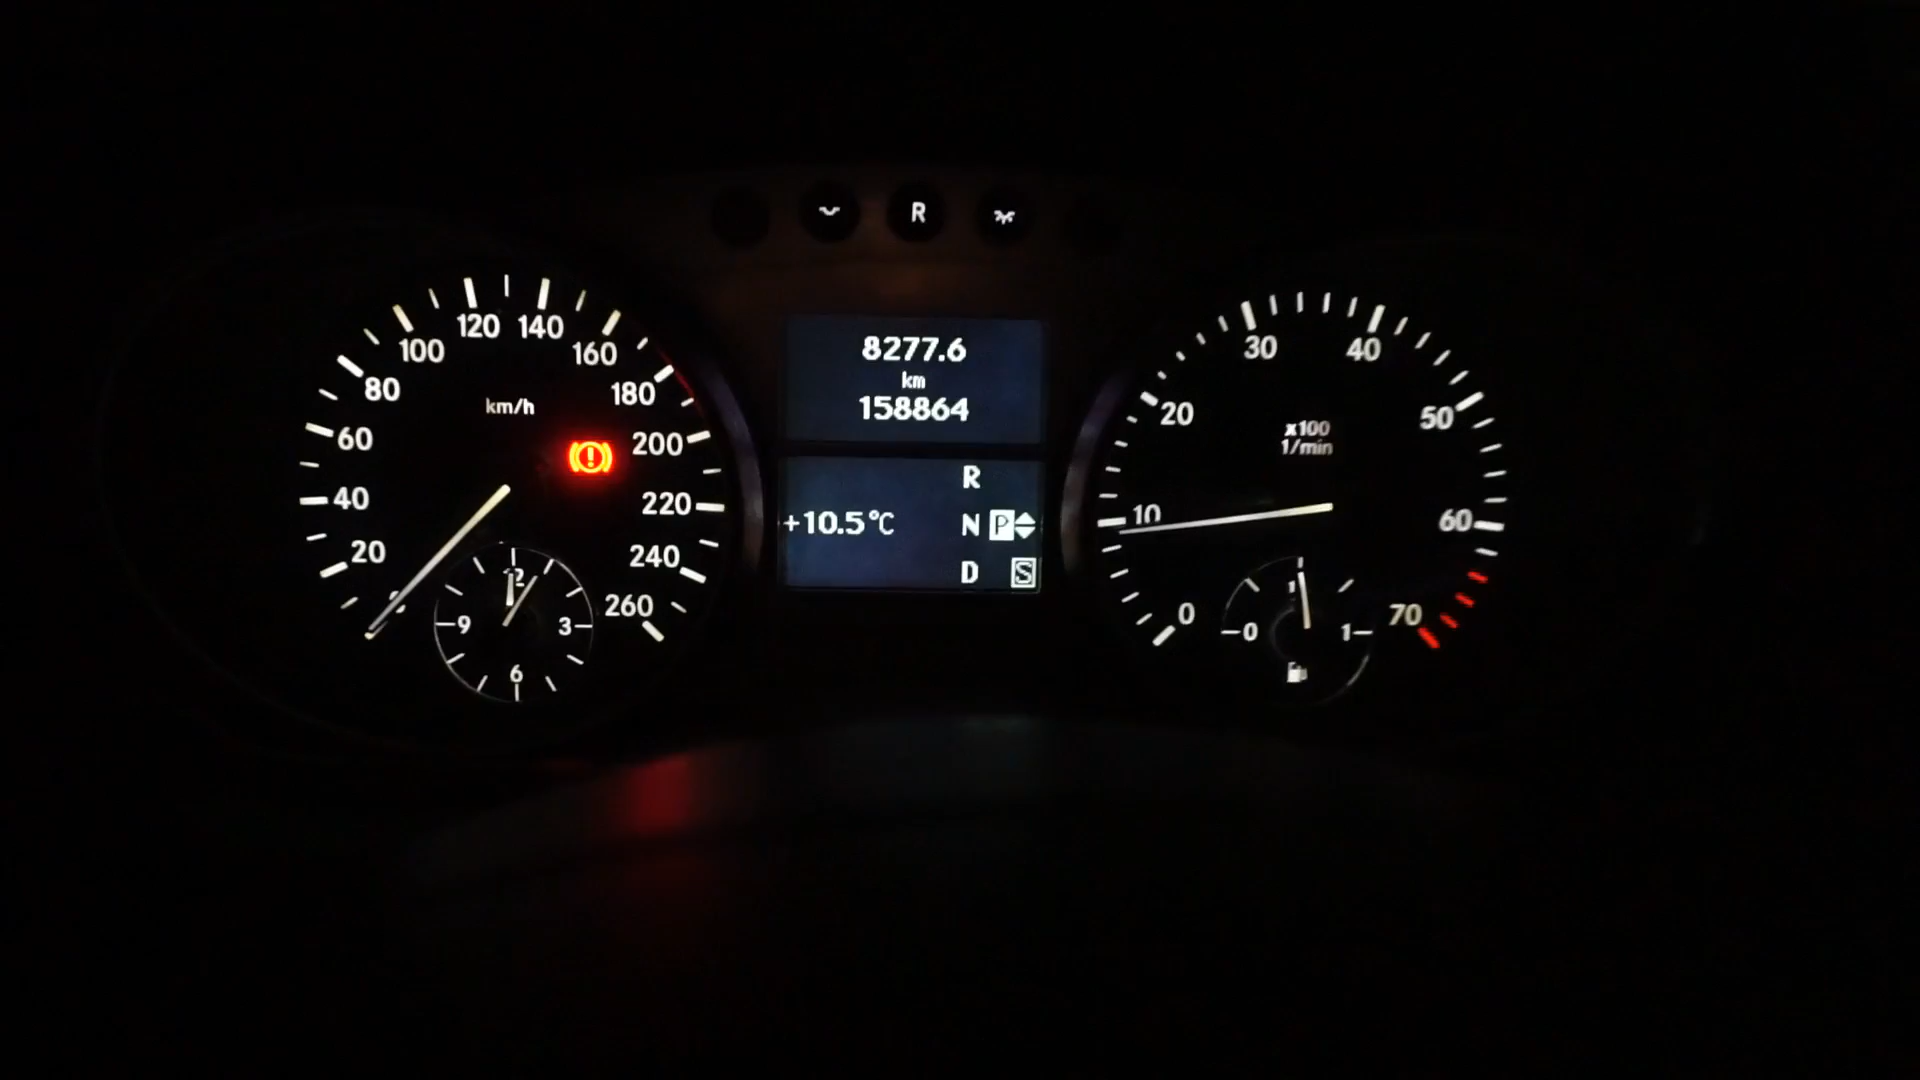 R
120 140
100 160
80 180
km/h
60 200
40 220
20 240
0 260
12
9 3
6
8277.6
km
158864
R
+10.5°C N P
D S
30 40
20 50
x100
1/min
10 60
0 70
0 1